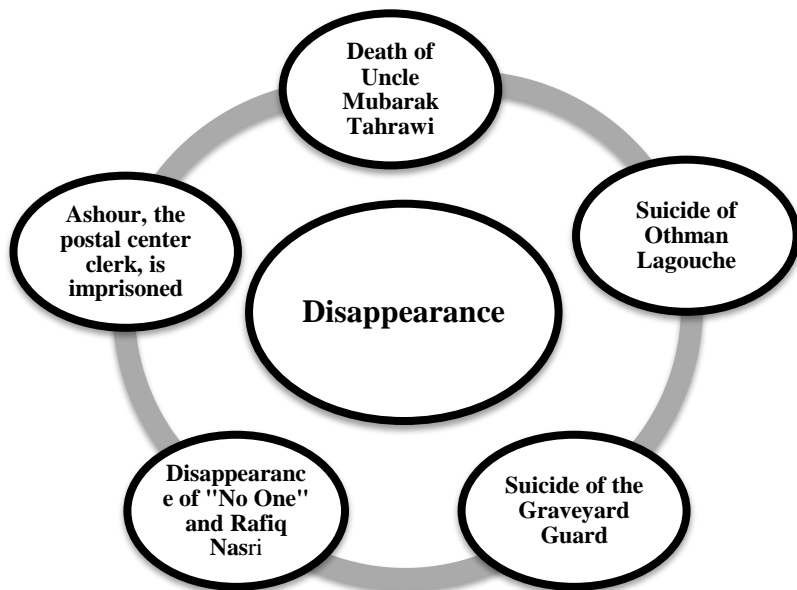 Death of
Uncle
Mubarak
Tahrawi
Ashour, the
postal center
clerk, is
imprisoned
Suicide of
Othman
Lagouche
Disappearance
Disappearanc
e of "No One"
and Rafiq
Nasri
Suicide of the
Graveyard
Guard